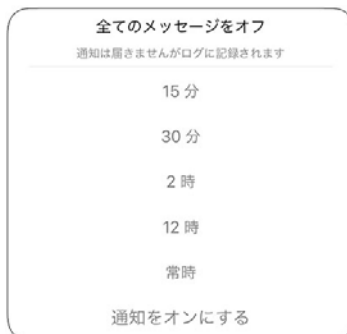 全てのメッセージをオフ
通知は届きませんがログに記録されます
15 分
30 分
2 時
12 時
常時
通知をオンにする